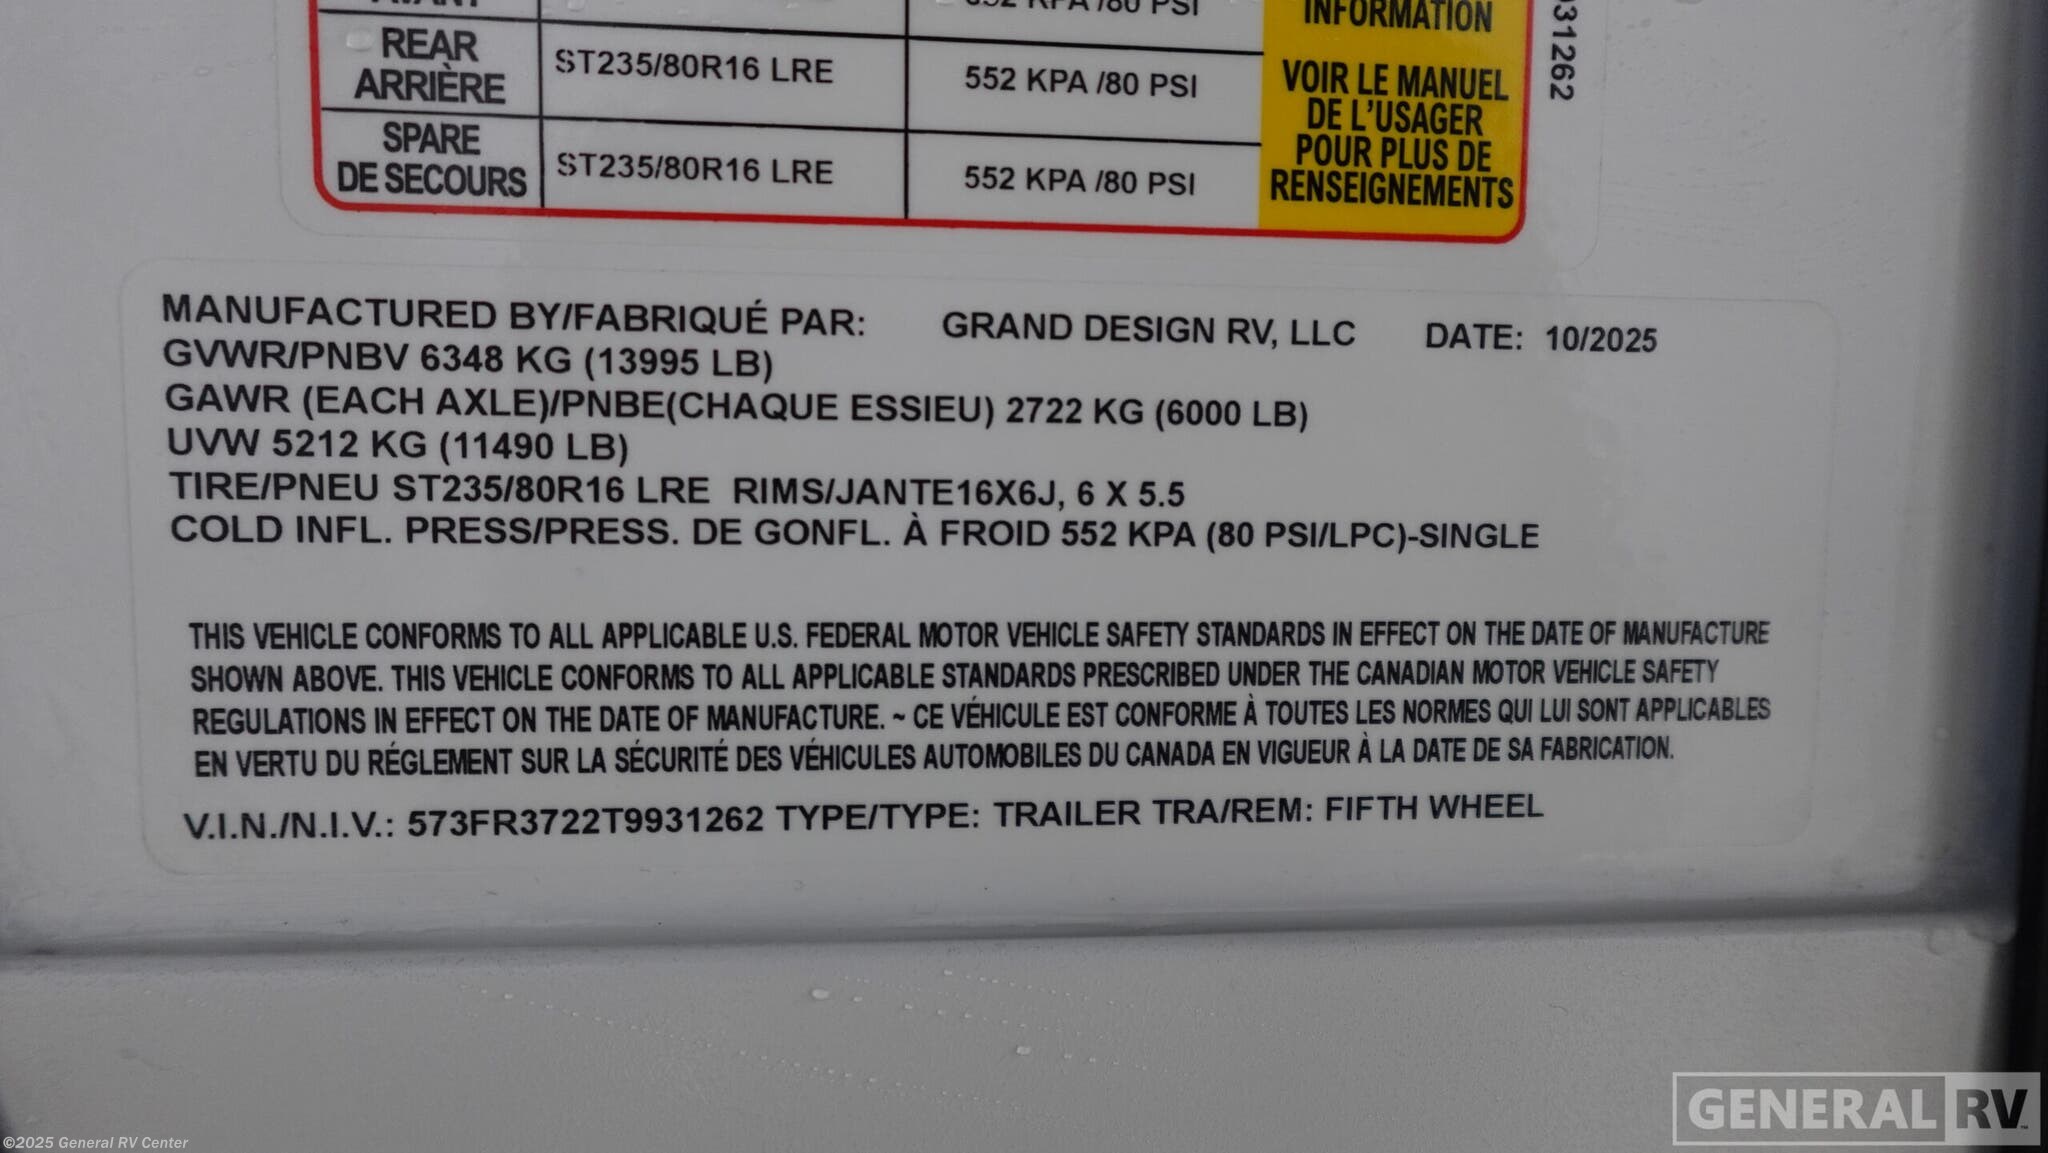 AVANT 552 KPA /80 PSI INFORMATION
REAR
ARRIÈRE
ST235/80R16 LRE 552 KPA /80 PSI
SPARE
DE SECOURS
ST235/80R16 LRE 552 KPA /80 PSI
VOIR LE MANUEL
DE L'USAGER
POUR PLUS DE
RENSEIGNEMENTS
931262
MANUFACTURED BY/FABRIQUÉ PAR: GRAND DESIGN RV, LLC DATE: 10/2025
GVWR/PNBV 6348 KG (13995 LB)
GAWR (EACH AXLE)/PNBE(CHAQUE ESSIEU) 2722 KG (6000 LB)
UVW 5212 KG (11490 LB)
TIRE/PNEU ST235/80R16 LRE RIMS/JANTE16X6J, 6 X 5.5
COLD INFL. PRESS/PRESS. DE GONFL. À FROID 552 KPA (80 PSI/LPC)-SINGLE
THIS VEHICLE CONFORMS TO ALL APPLICABLE U.S. FEDERAL MOTOR VEHICLE SAFETY STANDARDS IN EFFECT ON THE DATE OF MANUFACTURE
SHOWN ABOVE. THIS VEHICLE CONFORMS TO ALL APPLICABLE STANDARDS PRESCRIBED UNDER THE CANADIAN MOTOR VEHICLE SAFETY
REGULATIONS IN EFFECT ON THE DATE OF MANUFACTURE. ~ CE VÉHICULE EST CONFORME À TOUTES LES NORMES QUI LUI SONT APPLICABLES
EN VERTU DU RÉGLEMENT SUR LA SÉCURITÉ DES VÉHICULES AUTOMOBILES DU CANADA EN VIGUEUR À LA DATE DE SA FABRICATION.
V.I.N./N.I.V.: 573FR3722T9931262 TYPE/TYPE: TRAILER TRA/REM: FIFTH WHEEL
GENERAL RV™
©2025 General RV Center